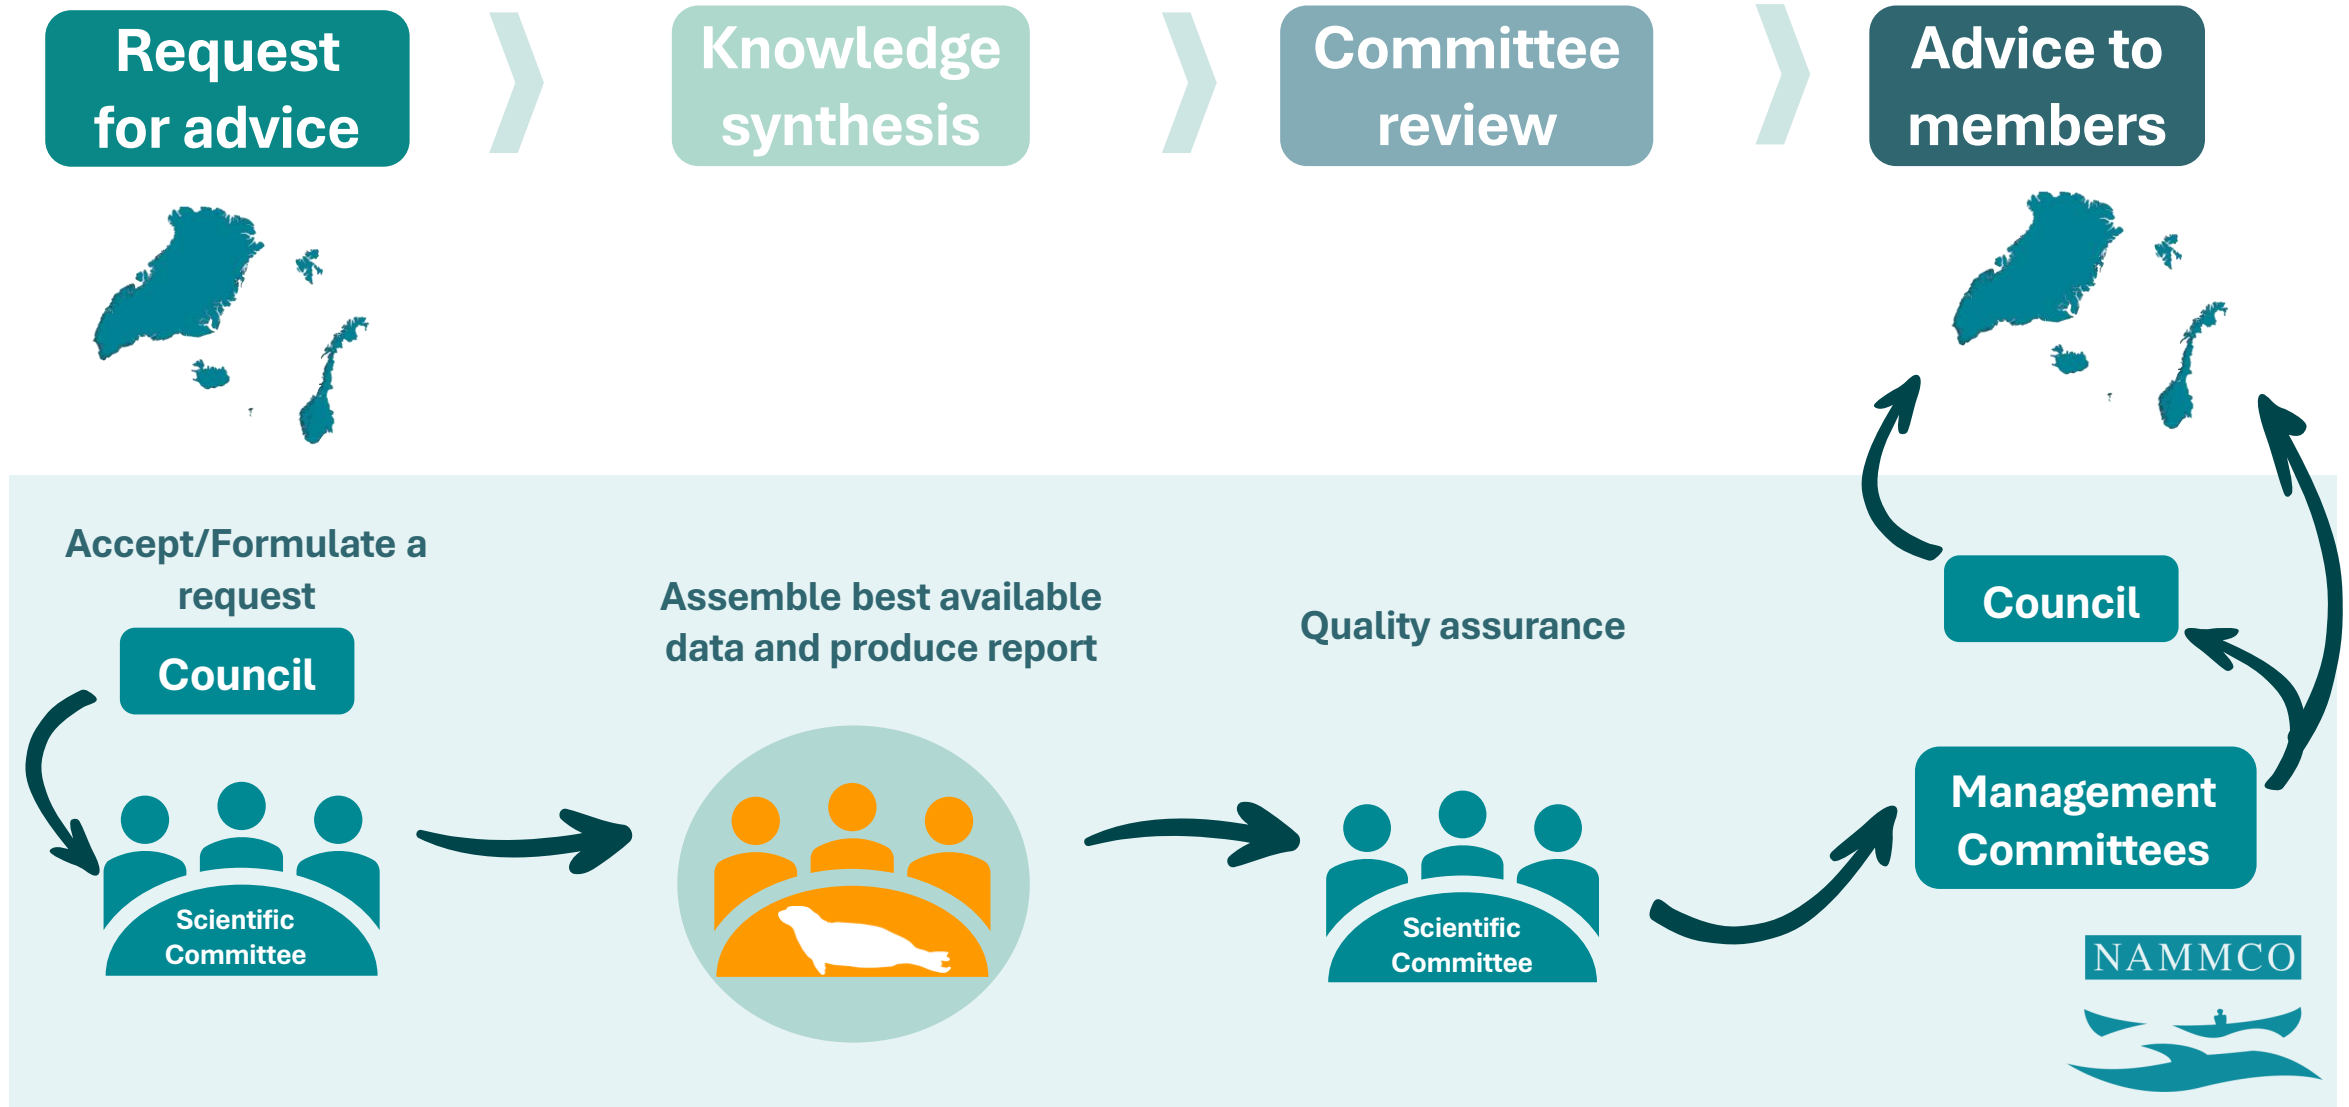 Request
for advice
Knowledge
synthesis
Committee
review
Advice to
members
Accept/Formulate a
request
Council
Scientific
Committee
Assemble best available
data and produce report
Quality assurance
Scientific
Committee
Council
Management
Committees
NAMMCO